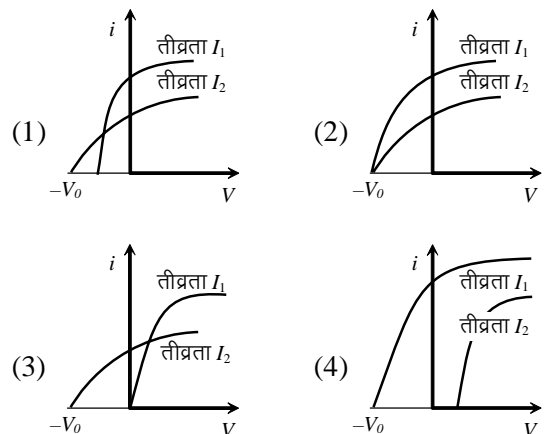 i
तीव्रता I₁
तीव्रता I₂
(1)
–V₀
V
i
तीव्रता I₁
तीव्रता I₂
(2)
–V₀
V
i
तीव्रता I₁
तीव्रता I₂
(3)
–V₀
V
i
तीव्रता I₁
तीव्रता I₂
(4)
–V₀
V